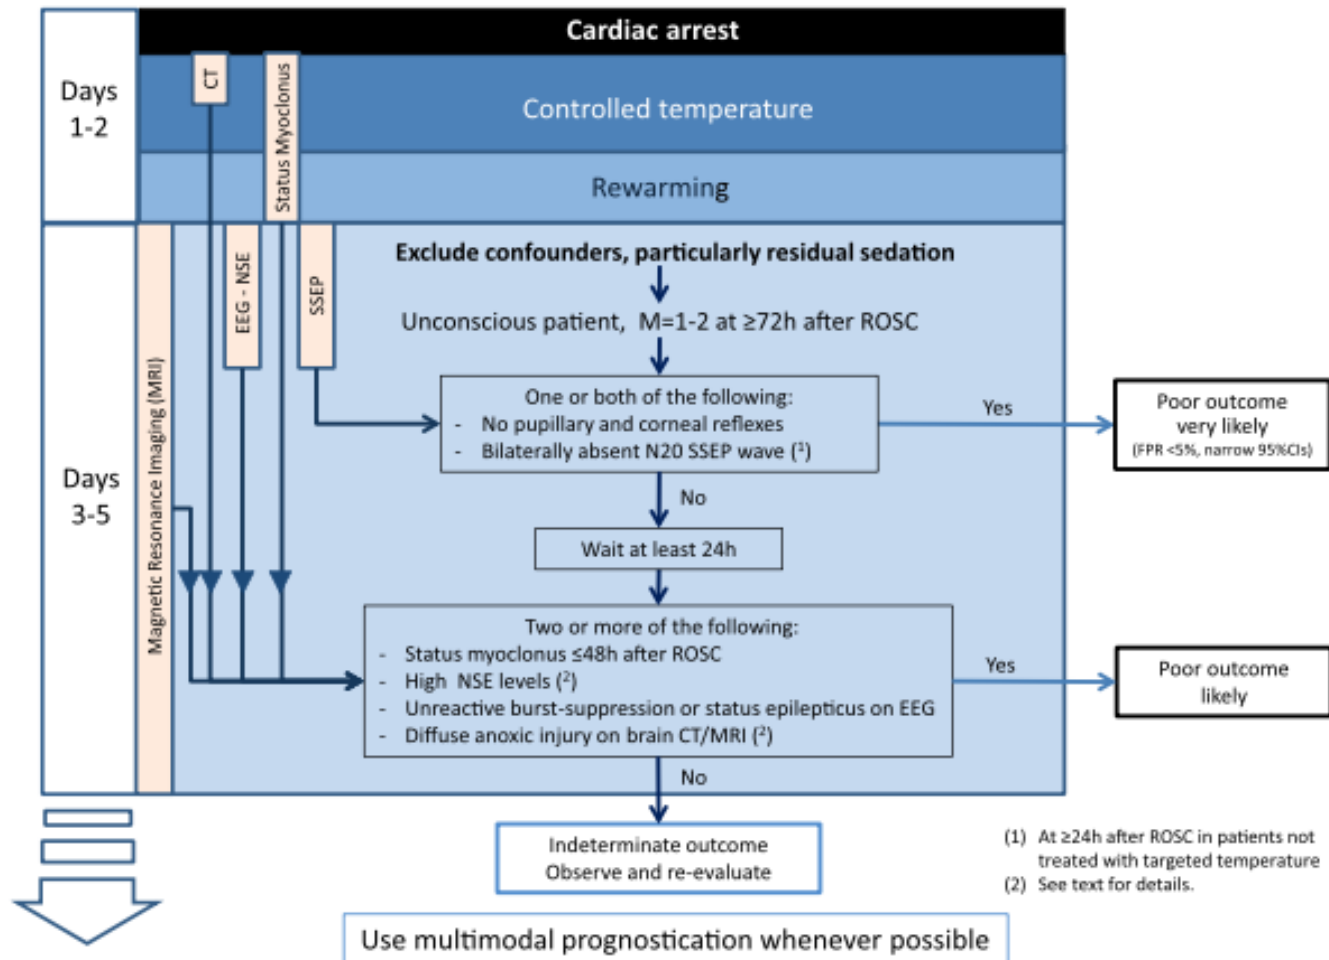 Cardiac arrest
Days
1-2
CT
Status Myoclonus
Controlled temperature
Rewarming
Days
3-5
Magnetic Resonance Imaging (MRI)
EEG - NSE
SSEP
Exclude confounders, particularly residual sedation
Unconscious patient, M=1-2 at ≥72h after ROSC
One or both of the following:
- No pupillary and corneal reflexes
- Bilaterally absent N20 SSEP wave (¹)
Yes
Poor outcome
very likely
(FPR <5%, narrow 95%CIs)
No
Wait at least 24h
Two or more of the following:
- Status myoclonus ≤48h after ROSC
- High NSE levels (²)
- Unreactive burst-suppression or status epilepticus on EEG
- Diffuse anoxic injury on brain CT/MRI (²)
Yes
Poor outcome
likely
No
Indeterminate outcome
Observe and re-evaluate
(1) At ≥24h after ROSC in patients not
treated with targeted temperature
(2) See text for details.
Use multimodal prognostication whenever possible